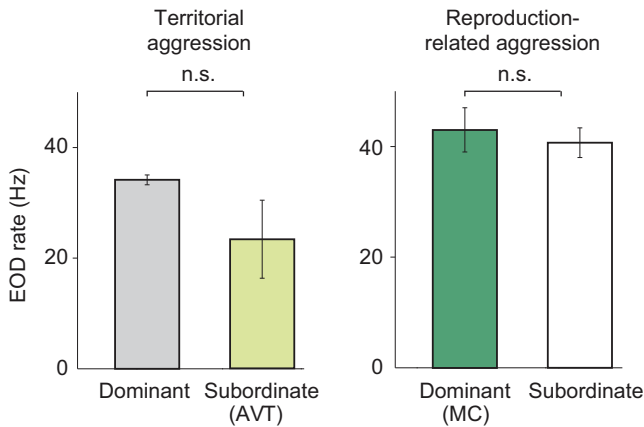 Territorial
aggression
n.s.
EOD rate (Hz)
40
20
0
Dominant
Subordinate
(AVT)
Reproduction-
related aggression
n.s.
40
20
0
Dominant
(MC)
Subordinate